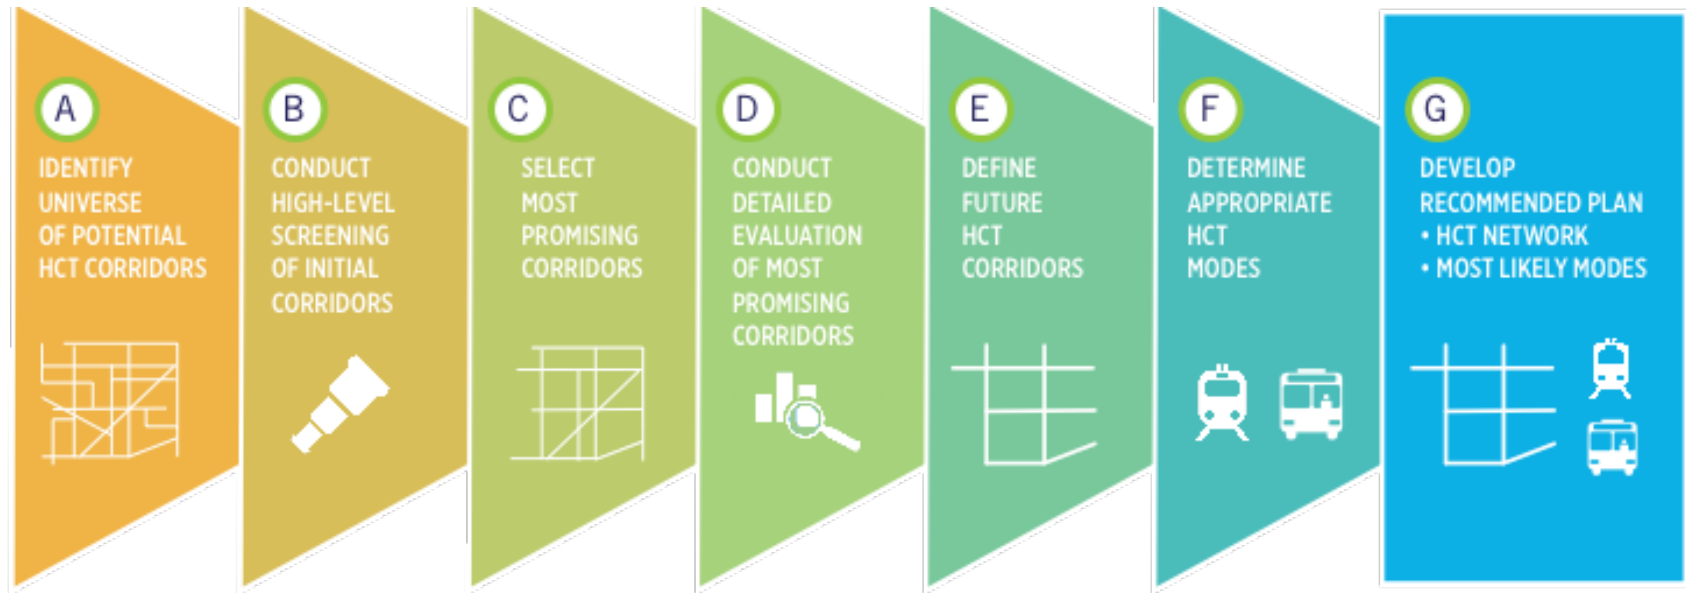 A
IDENTIFY
UNIVERSE
OF POTENTIAL
HCT CORRIDORS
B
CONDUCT
HIGH-LEVEL
SCREENING
OF INITIAL
CORRIDORS
C
SELECT
MOST
PROMISING
CORRIDORS
D
CONDUCT
DETAILED
EVALUATION
OF MOST
PROMISING
CORRIDORS
E
DEFINE
FUTURE
HCT
CORRIDORS
F
DETERMINE
APPROPRIATE
HCT
MODES
G
DEVELOP
RECOMMENDED PLAN
• HCT NETWORK
• MOST LIKELY MODES